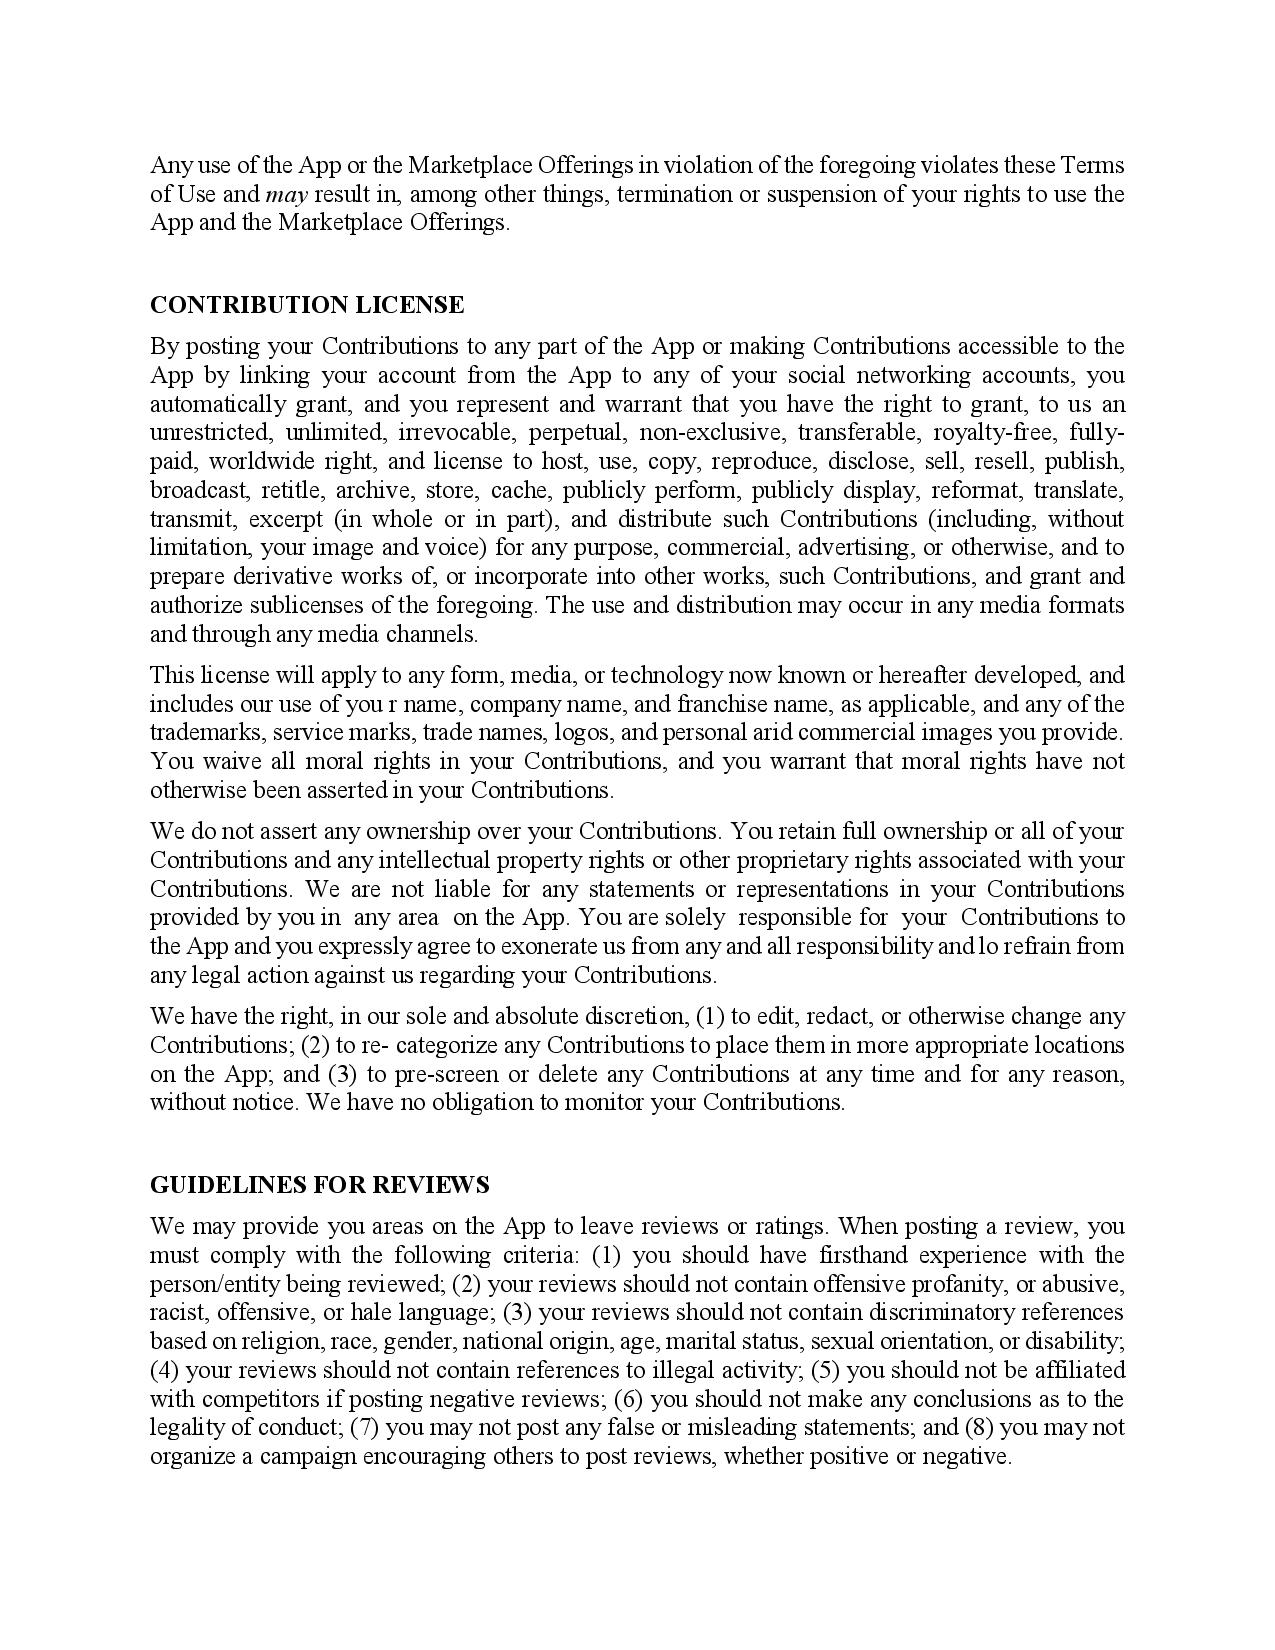 Any use of the App or the Marketplace Offerings in violation of the foregoing violates these Terms
of Use and may result in, among other things, termination or suspension of your rights to use the
App and the Marketplace Offerings.
CONTRIBUTION LICENSE
By posting your Contributions to any part of the App or making Contributions accessible to the
App by linking your account from the App to any of your social networking accounts, you
automatically grant, and you represent and warrant that you have the right to grant, to us an
unrestricted, unlimited, irrevocable, perpetual, non-exclusive, transferable, royalty-free, fully-
paid, worldwide right, and license to host, use, copy, reproduce, disclose, sell, resell, publish,
broadcast, retitle, archive, store, cache, publicly perform, publicly display, reformat, translate,
transmit, excerpt (in whole or in part), and distribute such Contributions (including, without
limitation, your image and voice) for any purpose, commercial, advertising, or otherwise, and to
prepare derivative works of, or incorporate into other works, such Contributions, and grant and
authorize sublicenses of the foregoing. The use and distribution may occur in any media formats
and through any media channels.
This license will apply to any form, media, or technology now known or hereafter developed, and
includes our use of you r name, company name, and franchise name, as applicable, and any of the
trademarks, service marks, trade names, logos, and personal arid commercial images you provide.
You waive all moral rights in your Contributions, and you warrant that moral rights have not
otherwise been asserted in your Contributions.
We do not assert any ownership over your Contributions. You retain full ownership or all of your
Contributions and any intellectual property rights or other proprietary rights associated with your
Contributions. We are not liable for any statements or representations in your Contributions
provided by you in any area on the App. You are solely responsible for your Contributions to
the App and you expressly agree to exonerate us from any and all responsibility and lo refrain from
any legal action against us regarding your Contributions.
We have the right, in our sole and absolute discretion, (1) to edit, redact, or otherwise change any
Contributions; (2) to re- categorize any Contributions to place them in more appropriate locations
on the App; and (3) to pre-screen or delete any Contributions at any time and for any reason,
without notice. We have no obligation to monitor your Contributions.
GUIDELINES FOR REVIEWS
We may provide you areas on the App to leave reviews or ratings. When posting a review, you
must comply with the following criteria: (1) you should have firsthand experience with the
person/entity being reviewed; (2) your reviews should not contain offensive profanity, or abusive,
racist, offensive, or hale language; (3) your reviews should not contain discriminatory references
based on religion, race, gender, national origin, age, marital status, sexual orientation, or disability;
(4) your reviews should not contain references to illegal activity; (5) you should not be affiliated
with competitors if posting negative reviews; (6) you should not make any conclusions as to the
legality of conduct; (7) you may not post any false or misleading statements; and (8) you may not
organize a campaign encouraging others to post reviews, whether positive or negative.